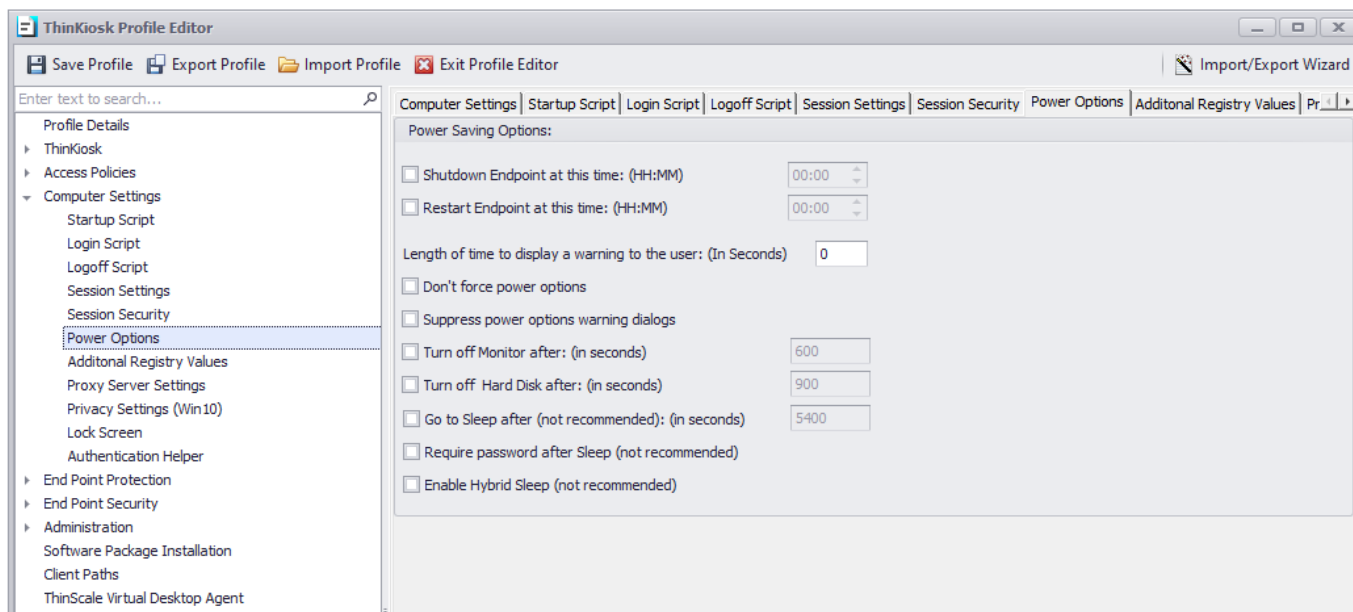 ThinKiosk Profile Editor
Save Profile Export Profile Import Profile Exit Profile Editor Import/Export Wizard
Enter text to search...
Profile Details
ThinKiosk
Access Policies
Computer Settings
Startup Script
Login Script
Logoff Script
Session Settings
Session Security
Power Options
Additonal Registry Values
Proxy Server Settings
Privacy Settings (Win10)
Lock Screen
Authentication Helper
End Point Protection
End Point Security
Administration
Software Package Installation
Client Paths
ThinScale Virtual Desktop Agent
Computer Settings Startup Script Login Script Logoff Script Session Settings Session Security Power Options Additonal Registry Values Pr
Power Saving Options:
Shutdown Endpoint at this time: (HH:MM) 00:00
Restart Endpoint at this time: (HH:MM) 00:00
Length of time to display a warning to the user: (In Seconds) 0
Don't force power options
Suppress power options warning dialogs
Turn off Monitor after: (in seconds) 600
Turn off Hard Disk after: (in seconds) 900
Go to Sleep after (not recommended): (in seconds) 5400
Require password after Sleep (not recommended)
Enable Hybrid Sleep (not recommended)